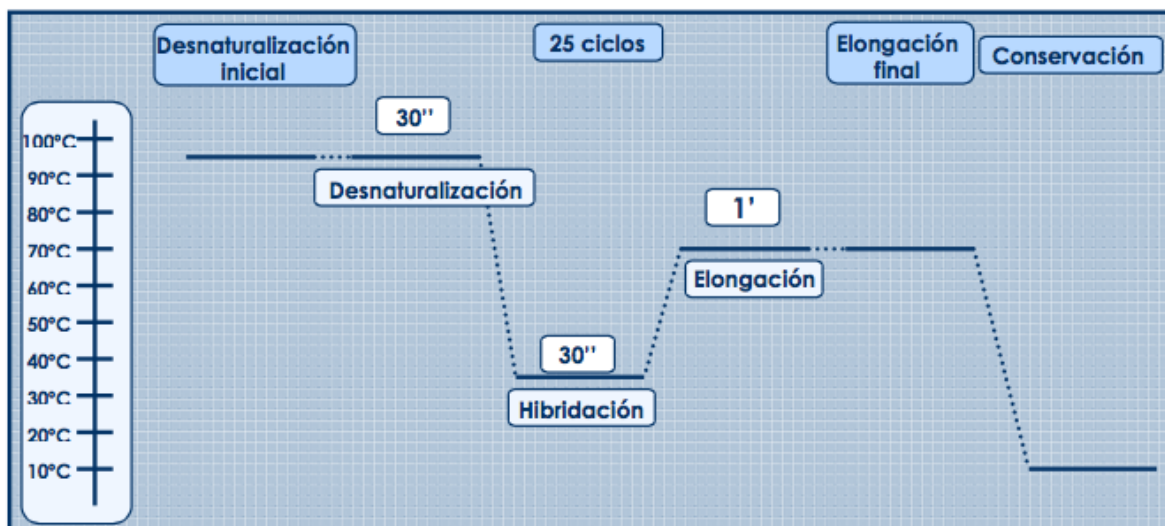 Desnaturalización
inicial
25 ciclos
Elongación
final
Conservación
30''
100°C
90°C
80°C
70°C
60°C
50°C
40°C
30°C
20°C
10°C
Desnaturalización
1'
Elongación
30''
Hibridación